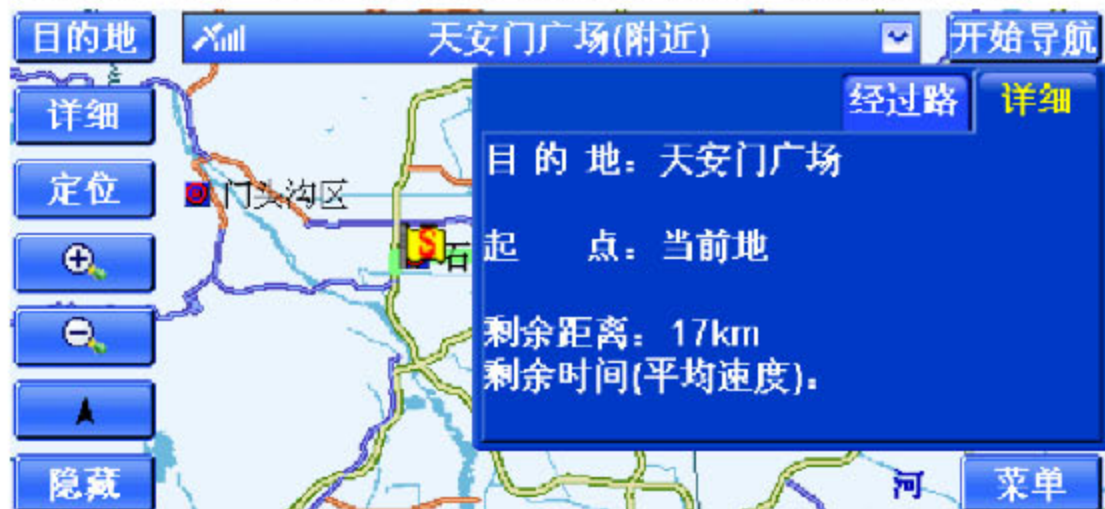 目的地
天安门广场(附近)
开始导航
详细
经过路
详细
目的地：天安门广场
定位
门头沟区
S
石
起点：当前地
剩余距离：17km
剩余时间(平均速度)：
隐藏
河
菜单